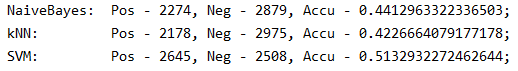 NaiveBayes: Pos - 2274, Neg - 2879, Accu - 0.4412963322336503;
kNN: Pos - 2178, Neg - 2975, Accu - 0.4226664079177178;
SVM: Pos - 2645, Neg - 2508, Accu - 0.5132932272462644;